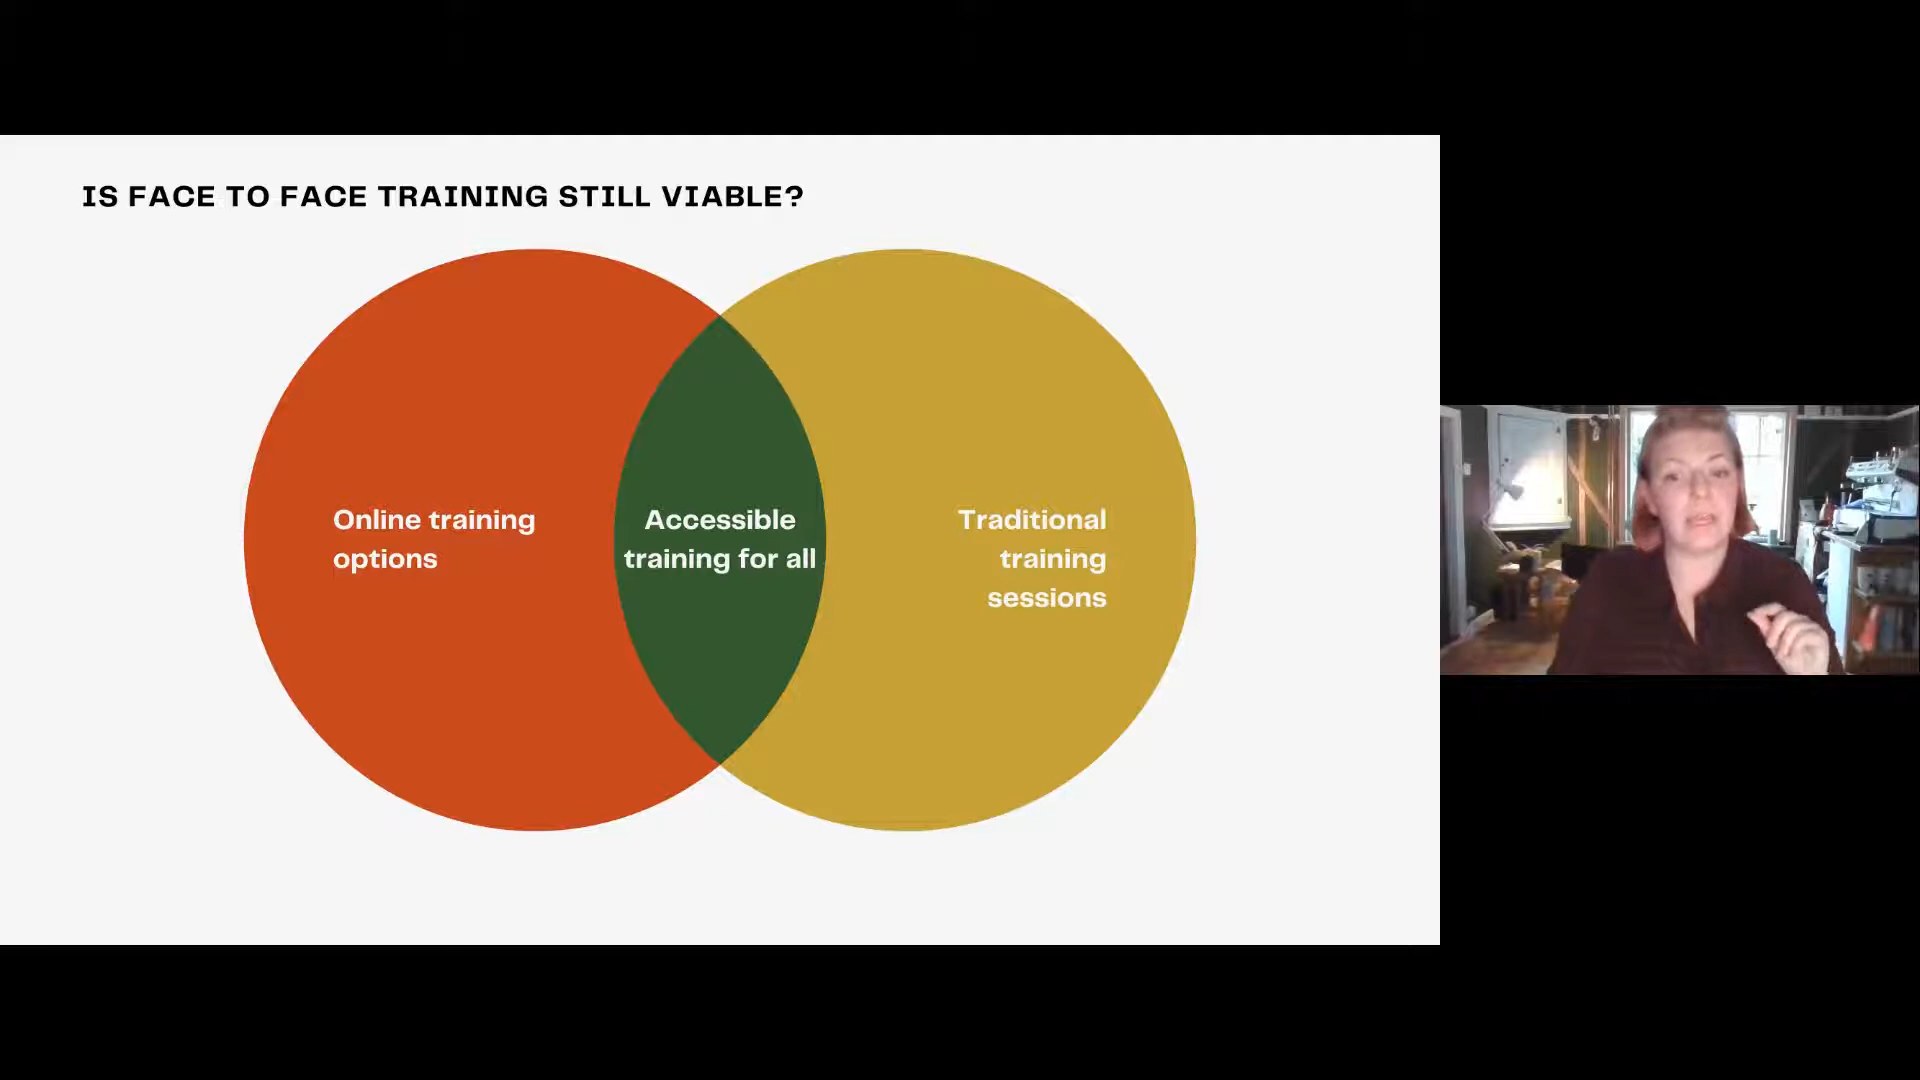 IS FACE TO FACE TRAINING STILL VIABLE?
Online training
options
Accessible
training for all
Traditional
training
sessions